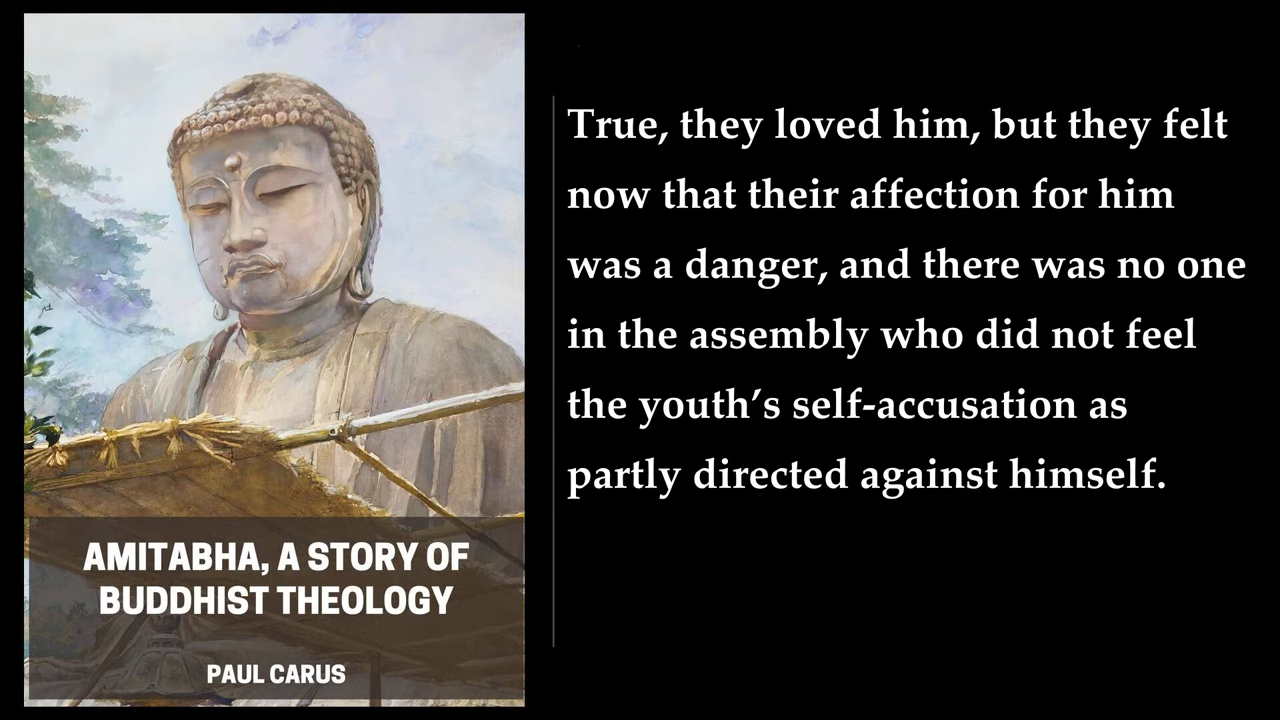 AMITABHA, A STORY OF
BUDDHIST THEOLOGY
PAUL CARUS
True, they loved him, but they felt
now that their affection for him
was a danger, and there was no one
in the assembly who did not feel
the youth’s self-accusation as
partly directed against himself.